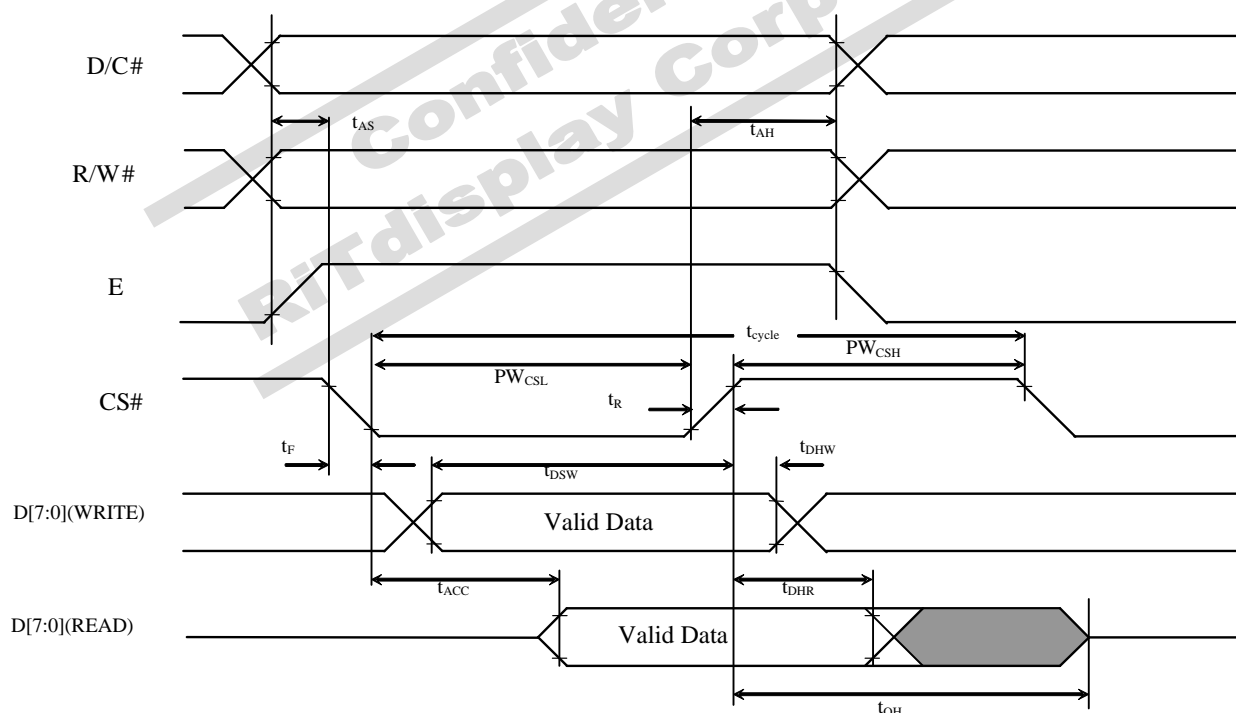 D/C#
tAS
tAH
R/W#
E
tcycle
PWCSH
PWCSL
CS#
tR
tF
tDHW
tDSW
D[7:0](WRITE)
Valid Data
tACC
tDHR
D[7:0](READ)
Valid Data
tOH
Confiden
RiTdisplay Corp